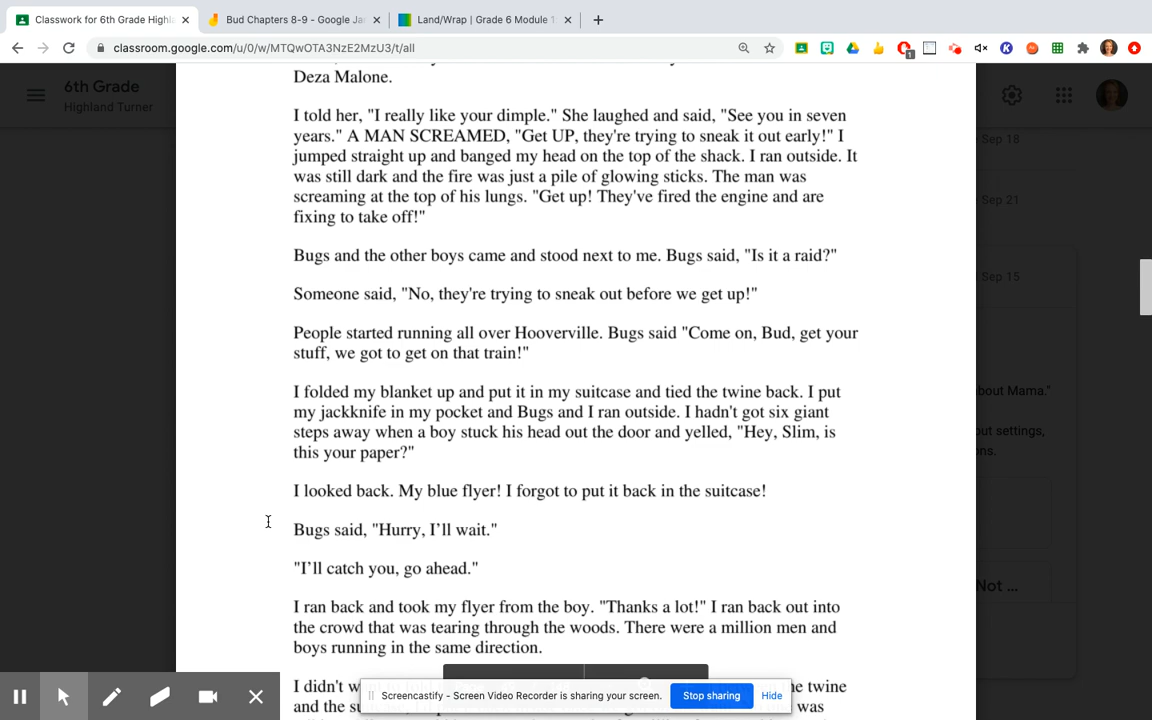 Classwork for 6th Grade Highl
Bud Chapters 8-9 - Google Ja
Land/Wrap | Grade 6 Module 1
classroom.google.com/u/0/w/MTQwOTA3NzE2MzU3/t/all
6th Grade
Highland Turner
Sep 18
Sep 21
Sep 15
about Mama."
out settings,
ons.
Not ...
Deza Malone.
I told her, "I really like your dimple." She laughed and said, "See you in seven
years." A MAN SCREAMED, "Get UP, they're trying to sneak it out early!" I
jumped straight up and banged my head on the top of the shack. I ran outside. It
was still dark and the fire was just a pile of glowing sticks. The man was
screaming at the top of his lungs. "Get up! They've fired the engine and are
fixing to take off!"
Bugs and the other boys came and stood next to me. Bugs said, "Is it a raid?"
Someone said, "No, they're trying to sneak out before we get up!"
People started running all over Hooverville. Bugs said "Come on, Bud, get your
stuff, we got to get on that train!"
I folded my blanket up and put it in my suitcase and tied the twine back. I put
my jackknife in my pocket and Bugs and I ran outside. I hadn't got six giant
steps away when a boy stuck his head out the door and yelled, "Hey, Slim, is
this your paper?"
I looked back. My blue flyer! I forgot to put it back in the suitcase!
Bugs said, "Hurry, I'll wait."
"I'll catch you, go ahead."
I ran back and took my flyer from the boy. "Thanks a lot!" I ran back out into
the crowd that was tearing through the woods. There were a million men and
boys running in the same direction.
I didn't w
he twine
and the su
was
Screencastify - Screen Video Recorder is sharing your screen.
Stop sharing
Hide